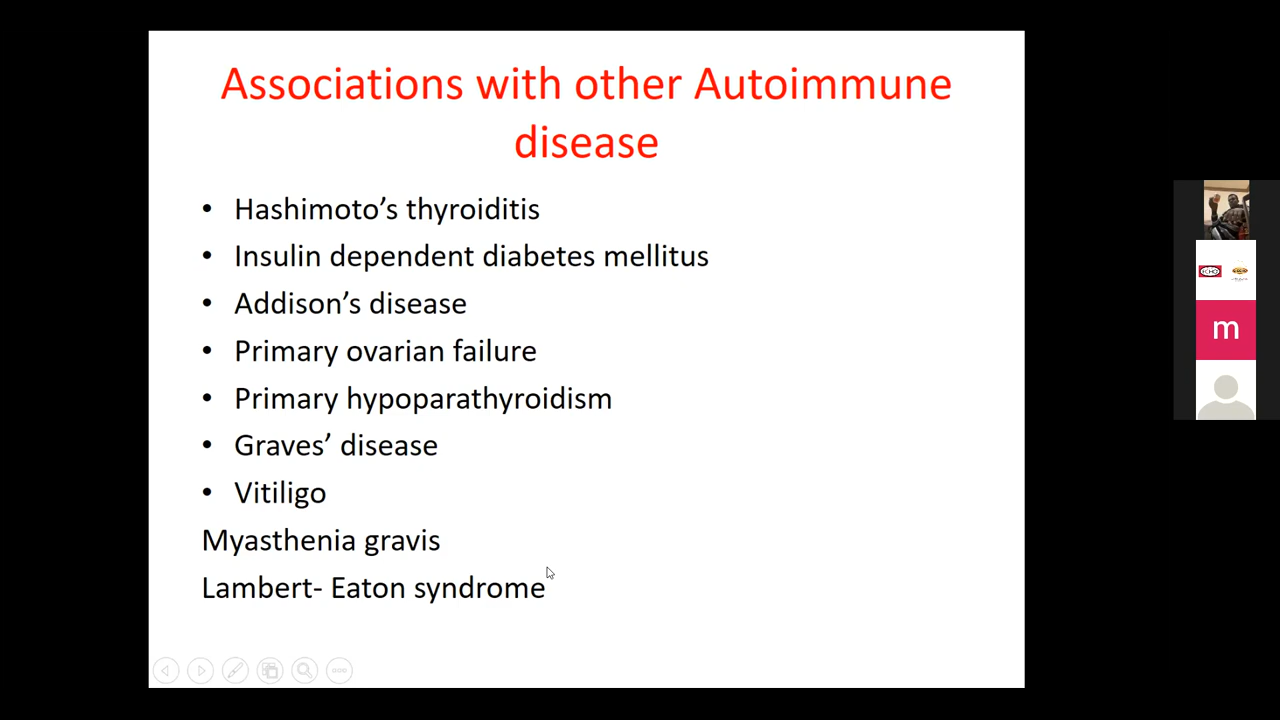 Associations with other Autoimmune
disease
• Hashimoto’s thyroiditis
• Insulin dependent diabetes mellitus
• Addison’s disease
• Primary ovarian failure
• Primary hypoparathyroidism
• Graves’ disease
• Vitiligo
Myasthenia gravis
Lambert- Eaton syndrome
m